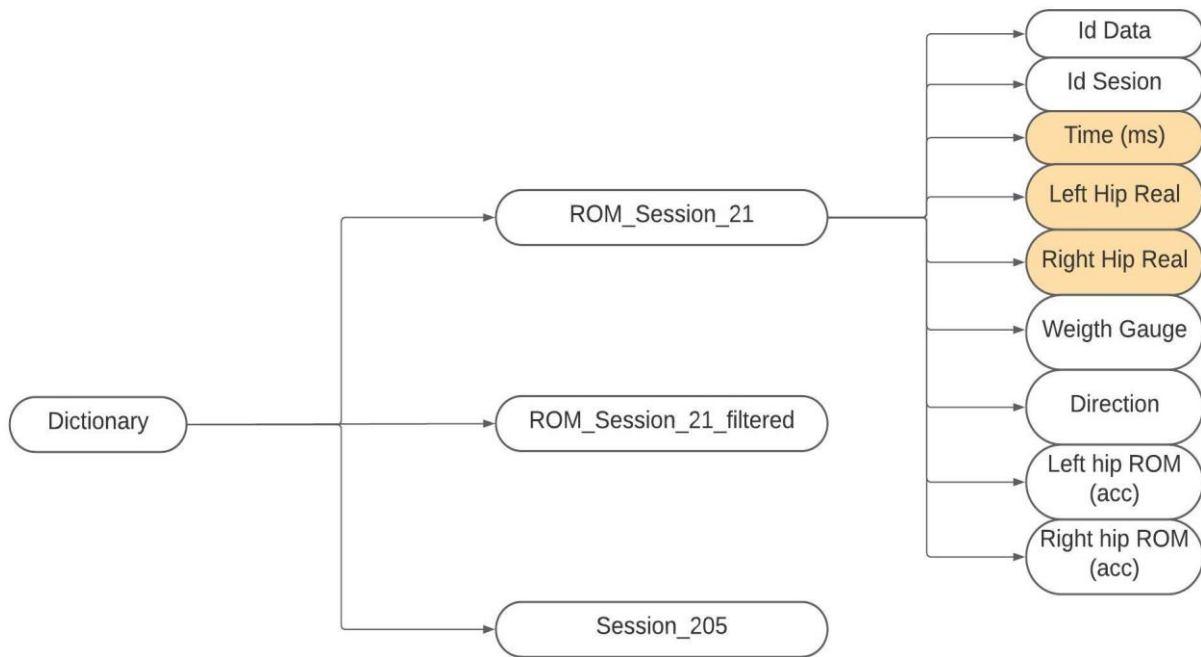 Id Data
Id Sesion
Time (ms)
Left Hip Real
ROM_Session_21
Right Hip Real
Weigth Gauge
Dictionary
ROM_Session_21_filtered
Direction
Left hip ROM
(acc)
Right hip ROM
(acc)
Session_205